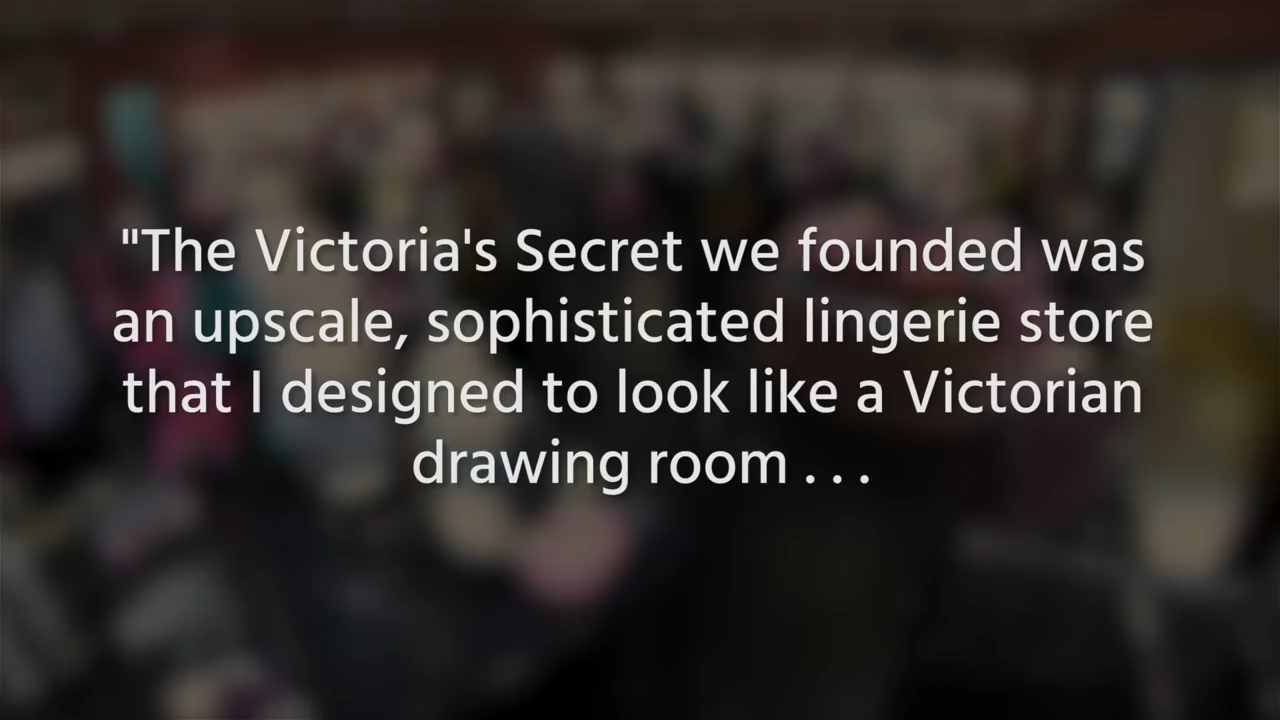 "The Victoria's Secret we founded was
an upscale, sophisticated lingerie store
that I designed to look like a Victorian
drawing room . . .